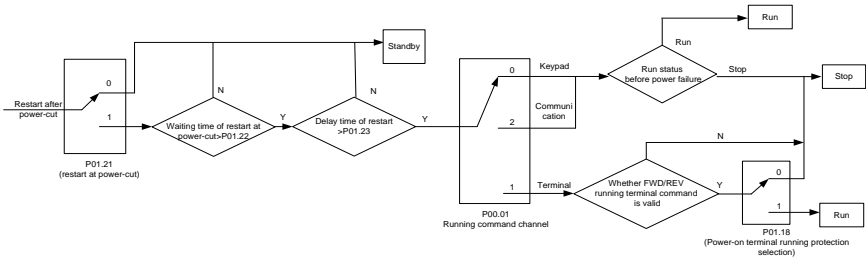 Restart after
power-cut
0
1
P01.21
(restart at power-cut)
N
Waiting time of restart at
power-cut>P01.22
Y
N
Delay time of restart
>P01.23
Y
Standby
0
2
1
P00.01
Running command channel
Keypad
Communi
cation
Terminal
Run status
before power failure
Run
Run
Stop
Stop
N
Whether FWD/REV
running terminal command
is valid
Y
0
1
P01.18
(Power-on terminal running protection
selection)
Run